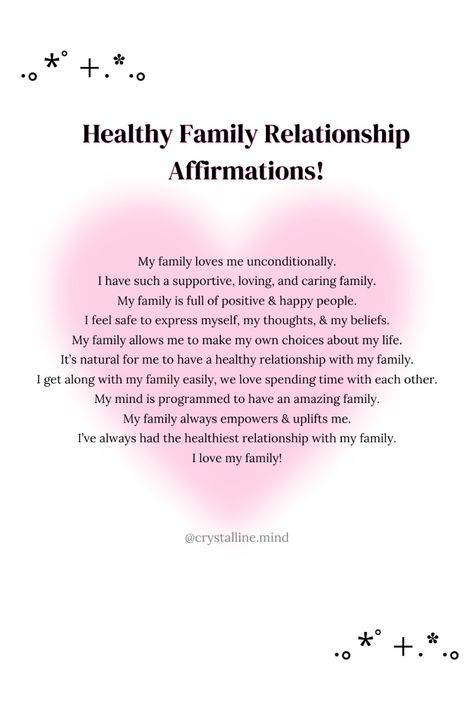 .｡*ﾟ+.*.｡
Healthy Family Relationship
Affirmations!
My family loves me unconditionally.
I have such a supportive, loving, and caring family.
My family is full of positive & happy people.
I feel safe to express myself, my thoughts, & my beliefs.
My family allows me to make my own choices about my life.
It’s natural for me to have a healthy relationship with my family.
I get along with my family easily, we love spending time with each other.
My mind is programmed to have an amazing family.
My family always empowers & uplifts me.
I’ve always had the healthiest relationship with my family.
I love my family!
@crystalline.mind
.｡*ﾟ+.*.｡